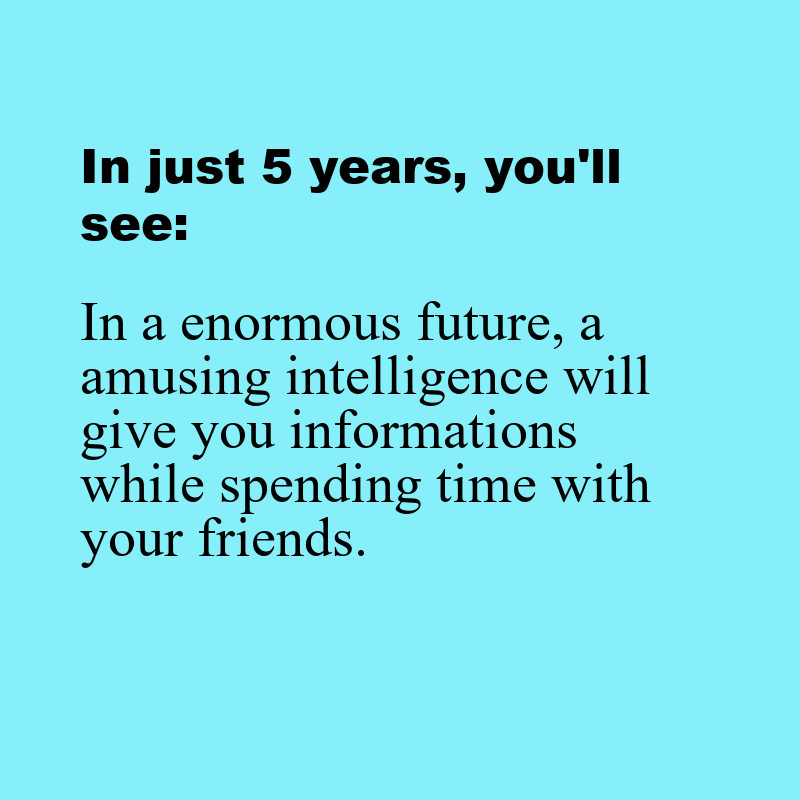 In just 5 years, you'll
see:
In a enormous future, a
amusing intelligence will
give you informations
while spending time with
your friends.